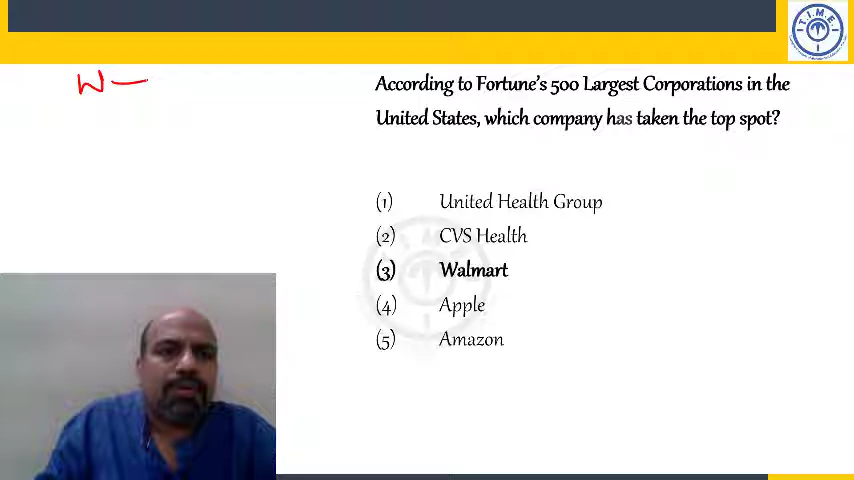 T.I.M.E.
W —
According to Fortune's 500 Largest Corporations in the
United States, which company has taken the top spot?
(1) United Health Group
(2) CVS Health
(3) Walmart
(4) Apple
(5) Amazon